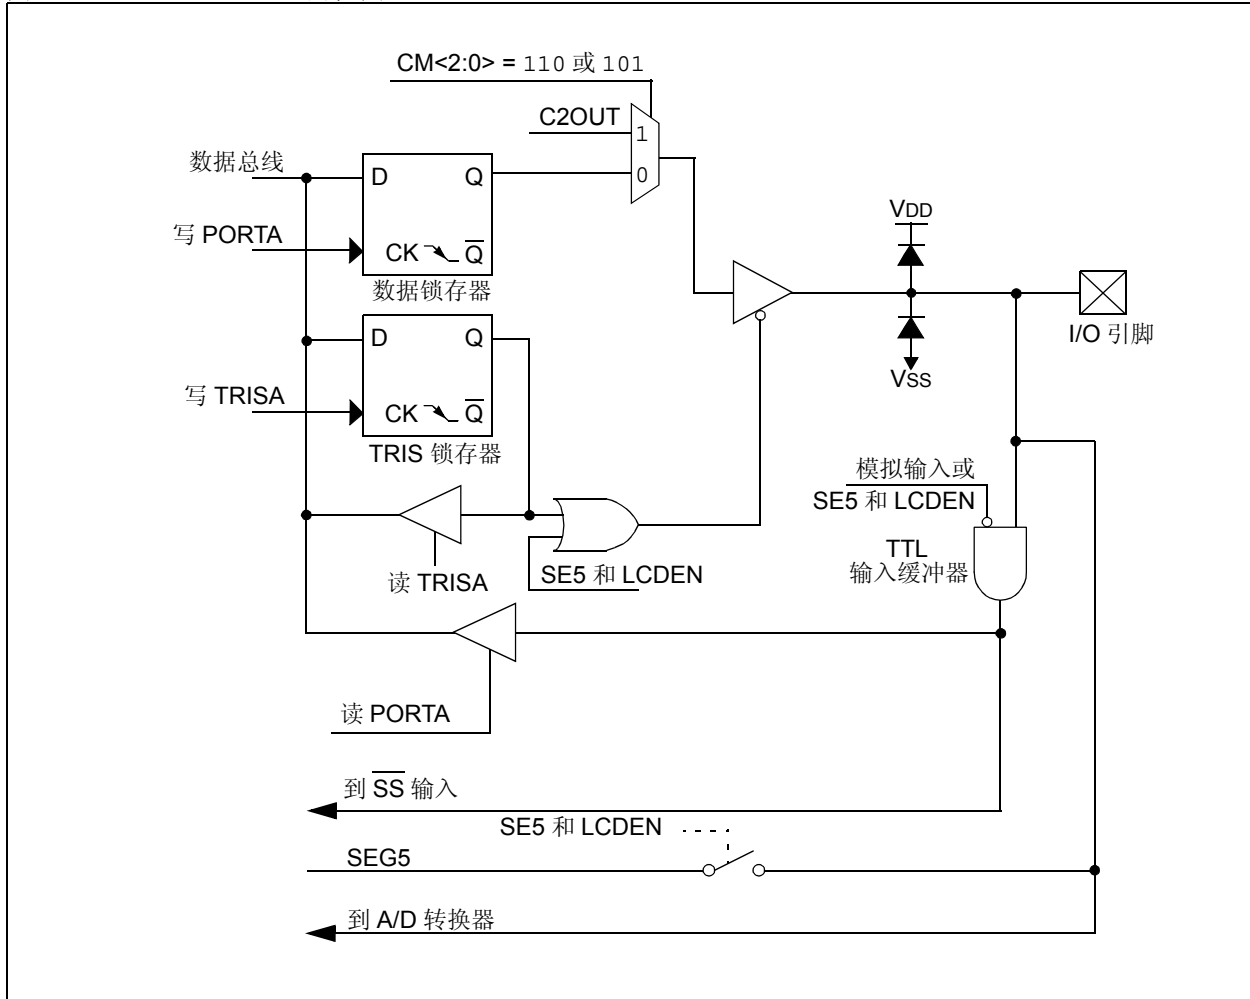 CM<2:0> = 110 或 101
C2OUT
1
0
数据总线
D
Q
写 PORTA
CK
Q̅
数据锁存器
VDD
VSS
I/O 引脚
D
Q
写 TRISA
CK
Q̅
TRIS 锁存器
模拟输入或
SE5 和 LCDEN
TTL
输入缓冲器
SE5 和 LCDEN
读 TRISA
读 PORTA
到 S̅S̅ 输入
SE5 和 LCDEN
SEG5
到 A/D 转换器